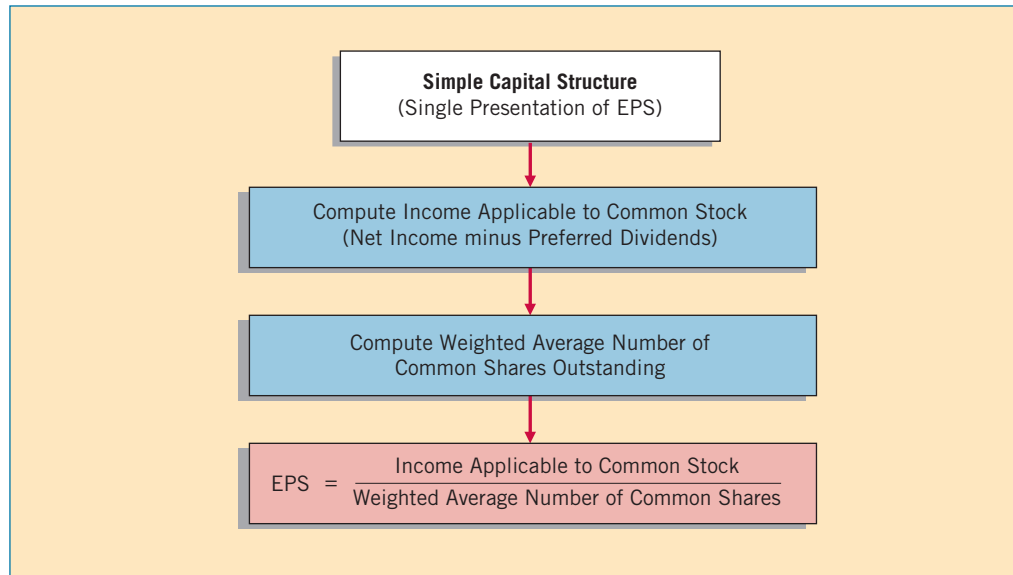 Simple Capital Structure
(Single Presentation of EPS)
Compute Income Applicable to Common Stock
(Net Income minus Preferred Dividends)
Compute Weighted Average Number of
Common Shares Outstanding
Income Applicable to Common Stock
EPS =
Weighted Average Number of Common Shares